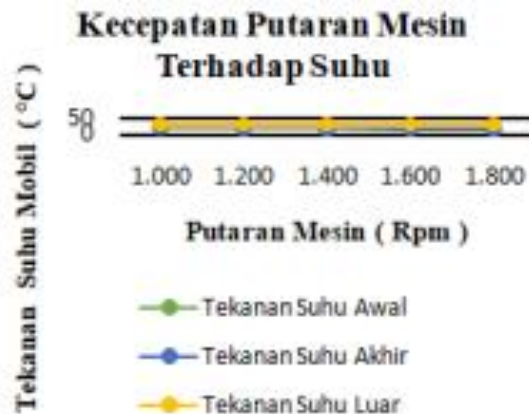 Kecepatan Putaran Mesin
Terhadap Suhu
Tekanan Suhu Mobil ( °C )
50
0
1.000 1.200 1.400 1.600 1.800
Putaran Mesin ( Rpm )
Tekanan Suhu Awal
Tekanan Suhu Akhir
Tekanan Suhu Luar